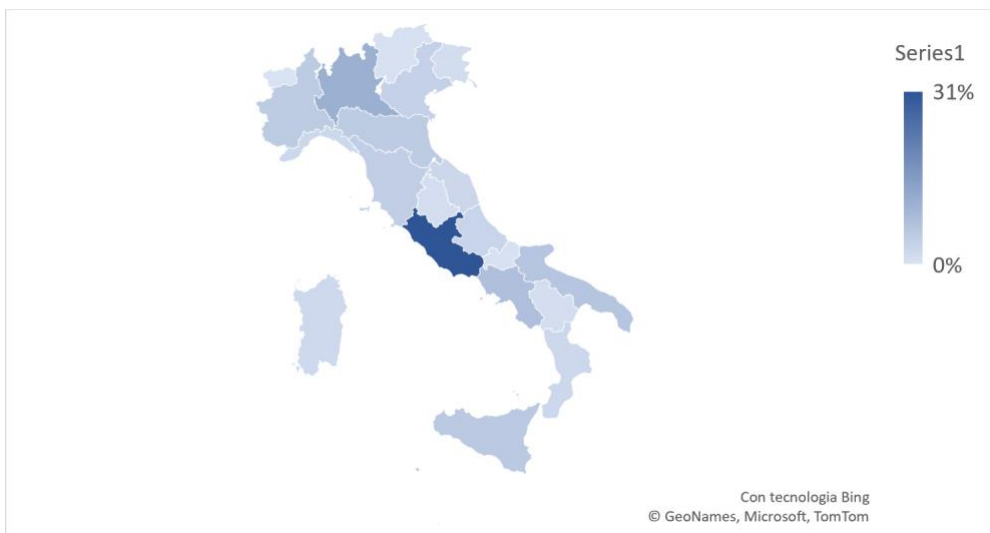 Series1
31%
0%
Con tecnologia Bing
© GeoNames, Microsoft, TomTom